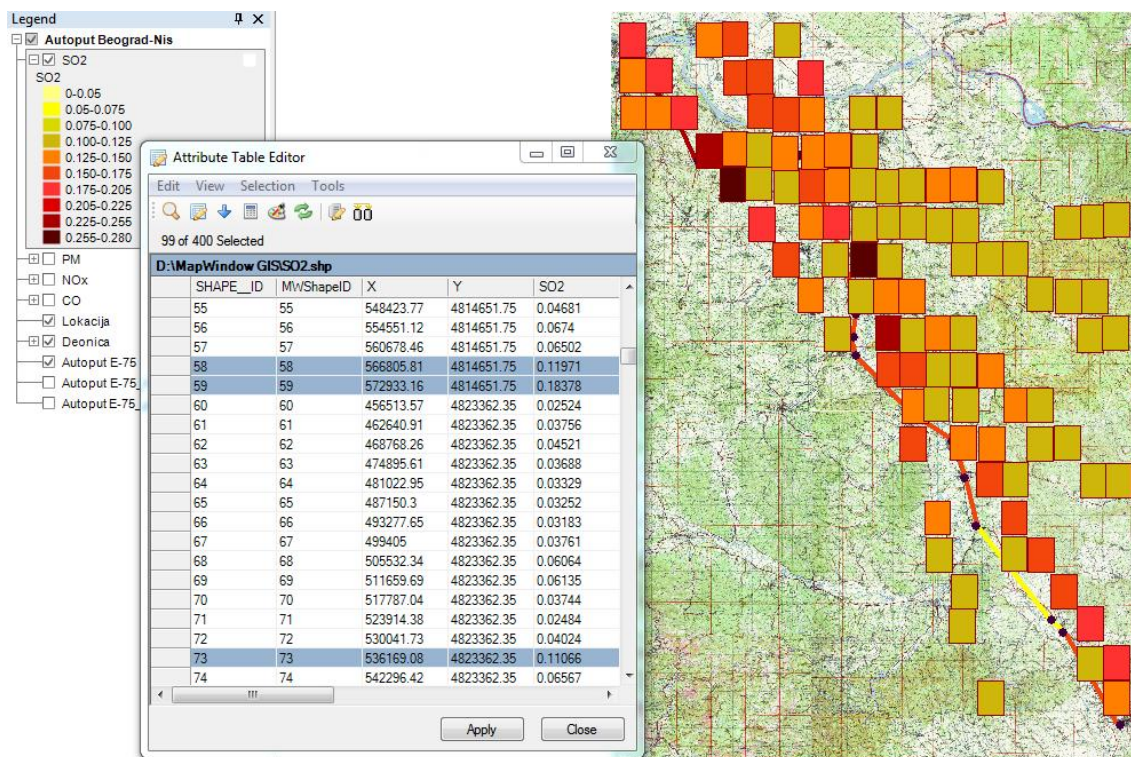 Legend
Autoput Beograd-Nis
SO2
SO2
0-0.05
0.05-0.075
0.075-0.100
0.100-0.125
0.125-0.150
0.150-0.175
0.175-0.205
0.205-0.225
0.225-0.255
0.255-0.280
PM
NOx
CO
Lokacija
Deonica
Autoput E-75
Autoput E-75_
Autoput E-75_
Attribute Table Editor
Edit View Selection Tools
99 of 400 Selected
D:\MapWindow GIS\SO2.shp
SHAPE__ID MWShapeID X Y SO2
55 55 548423.77 4814651.75 0.04681
56 56 554551.12 4814651.75 0.0674
57 57 560678.46 4814651.75 0.06502
58 58 566805.81 4814651.75 0.11971
59 59 572933.16 4814651.75 0.18378
60 60 456513.57 4823362.35 0.02524
61 61 462640.91 4823362.35 0.03756
62 62 468768.26 4823362.35 0.04521
63 63 474895.61 4823362.35 0.03688
64 64 481022.95 4823362.35 0.03329
65 65 487150.3 4823362.35 0.03252
66 66 493277.65 4823362.35 0.03183
67 67 499405 4823362.35 0.03761
68 68 505532.34 4823362.35 0.06064
69 69 511659.69 4823362.35 0.06135
70 70 517787.04 4823362.35 0.03744
71 71 523914.38 4823362.35 0.02484
72 72 530041.73 4823362.35 0.04024
73 73 536169.08 4823362.35 0.11066
74 74 542296.42 4823362.35 0.06567
Apply Close